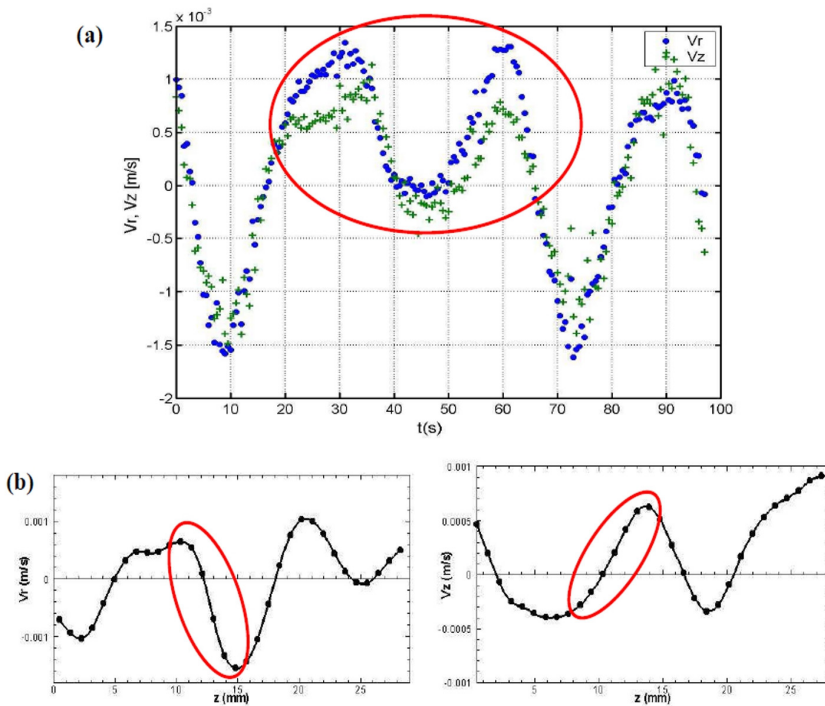 (a)
× 10⁻³
1.5
1
0.5
0
-0.5
-1
-1.5
-2
Vr, Vz [m/s]
Vr
Vz
0 10 20 30 40 50 60 70 80 90 100
t(s)
(b)
0.001
0
-0.001
Vr (m/s)
0 5 10 15 20 25
z (mm)
0.001
0.0005
0
-0.0005
-0.001
Vz (m/s)
5 10 15 20 25
z (mm)